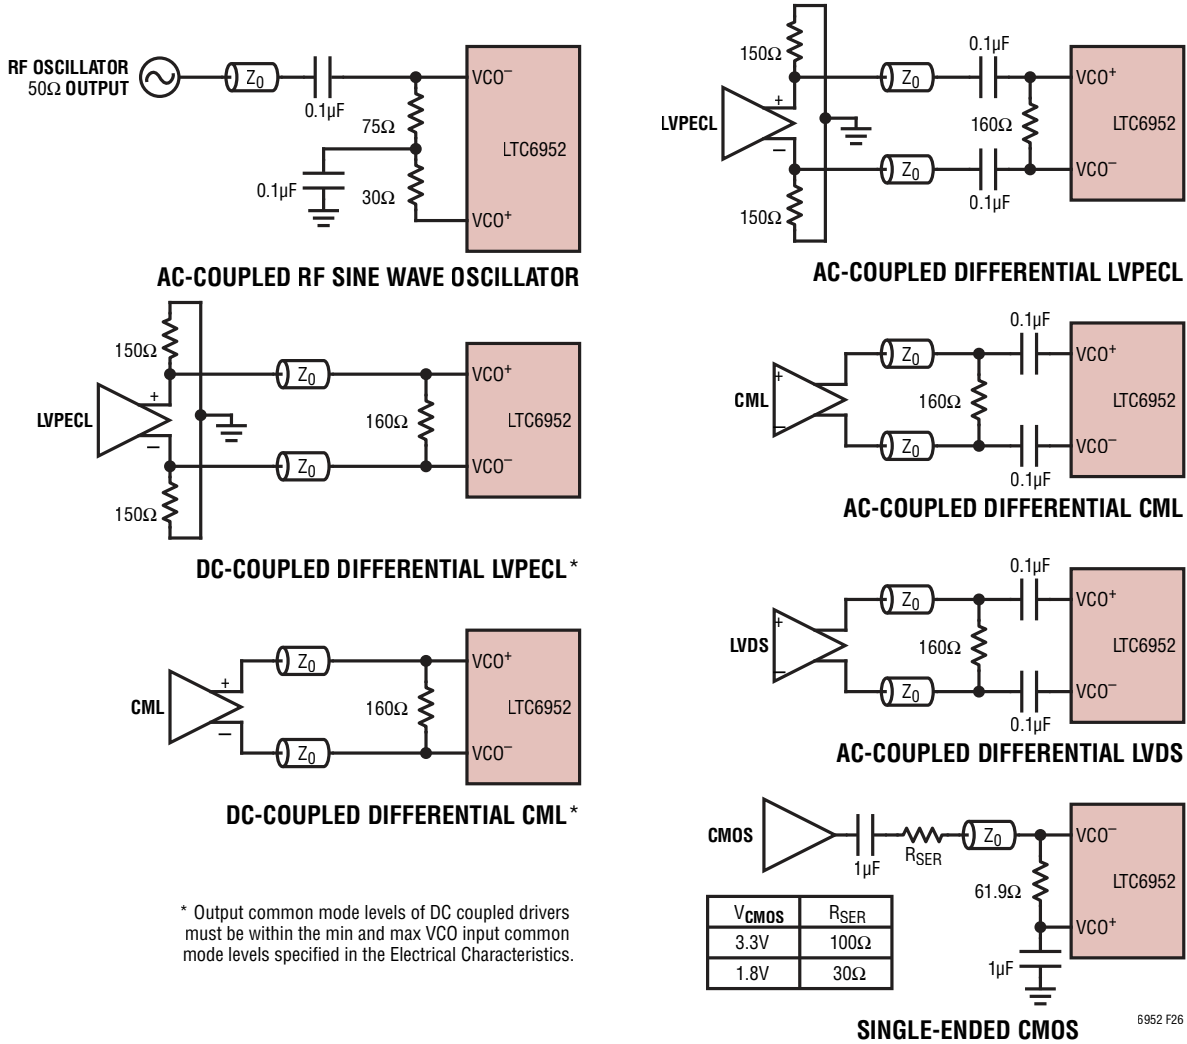 RF OSCILLATOR
50Ω OUTPUT
Z0
0.1µF
75Ω
0.1µF
30Ω
VCO–
LTC6952
VCO+
AC-COUPLED RF SINE WAVE OSCILLATOR
150Ω
LVPECL
+
–
150Ω
Z0
Z0
160Ω
VCO+
LTC6952
VCO–
DC-COUPLED DIFFERENTIAL LVPECL*
CML
+
–
Z0
Z0
160Ω
VCO+
LTC6952
VCO–
DC-COUPLED DIFFERENTIAL CML*
* Output common mode levels of DC coupled drivers
must be within the min and max VCO input common
mode levels specified in the Electrical Characteristics.
150Ω
LVPECL
+
–
150Ω
Z0
Z0
0.1µF
0.1µF
160Ω
VCO+
LTC6952
VCO–
AC-COUPLED DIFFERENTIAL LVPECL
CML
+
–
Z0
Z0
160Ω
0.1µF
0.1µF
VCO+
LTC6952
VCO–
AC-COUPLED DIFFERENTIAL CML
LVDS
+
–
Z0
Z0
160Ω
0.1µF
0.1µF
VCO+
LTC6952
VCO–
AC-COUPLED DIFFERENTIAL LVDS
CMOS
1µF
RSER
Z0
61.9Ω
1µF
VCO–
LTC6952
VCO+
VCMOS RSER
3.3V 100Ω
1.8V 30Ω
SINGLE-ENDED CMOS
6952 F26